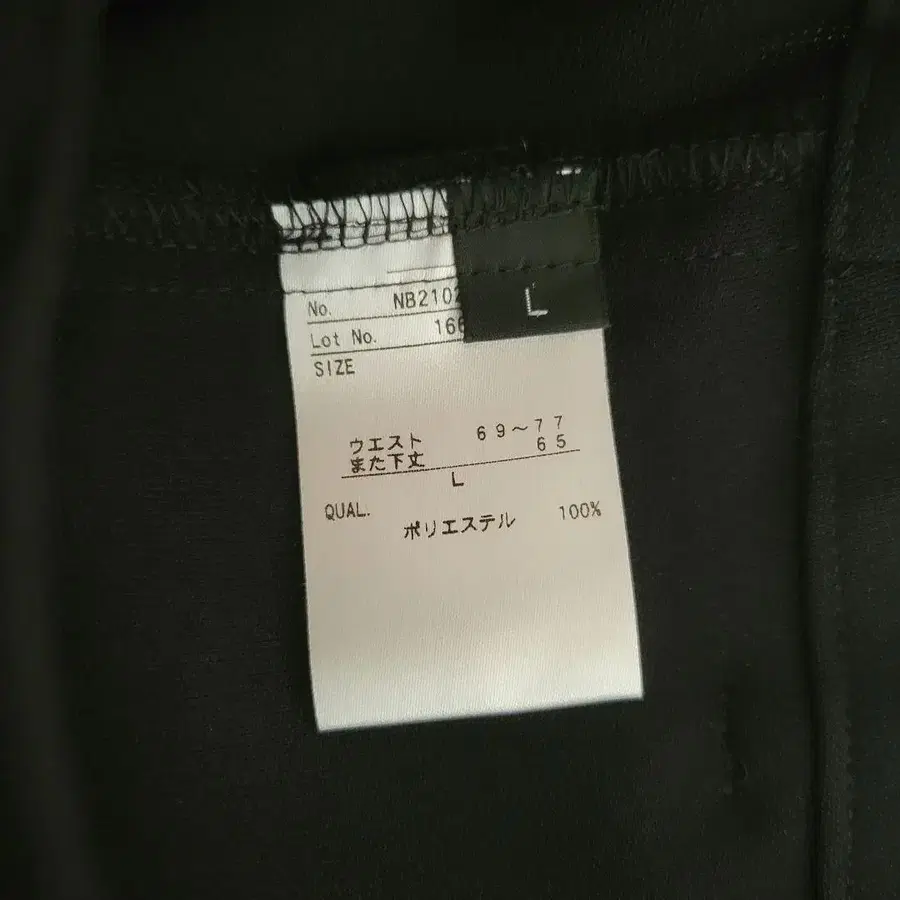 No. NB2102
Lot No. 166
L
SIZE
ウエスト 69～77
また下丈 65
L
QUAL.
ポリエステル 100%